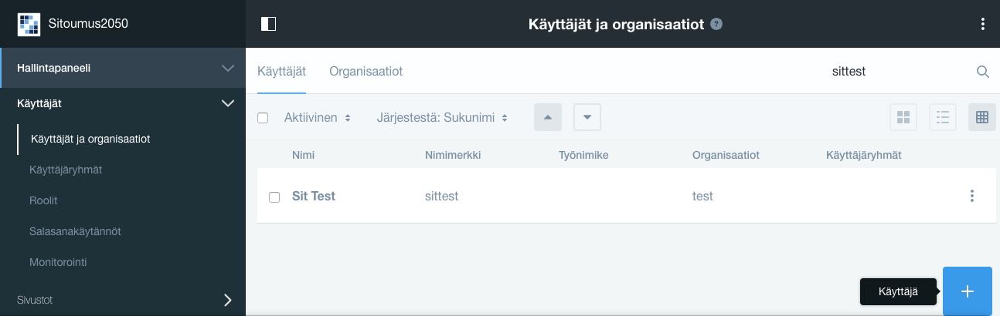 Sitoumus2050
Käyttäjät ja organisaatiot ?
Hallintapaneeli
Käyttäjät
Käyttäjät ja organisaatiot
Käyttäjäryhmät
Roolit
Salasanakäytännöt
Monitorointi
Sivustot
Käyttäjät Organisaatiot sittest
Aktiivinen Järjestestä: Sukunimi
Nimi Nimimerkki Työnimike Organisaatiot Käyttäjäryhmät
Sit Test sittest test
Käyttäjä +